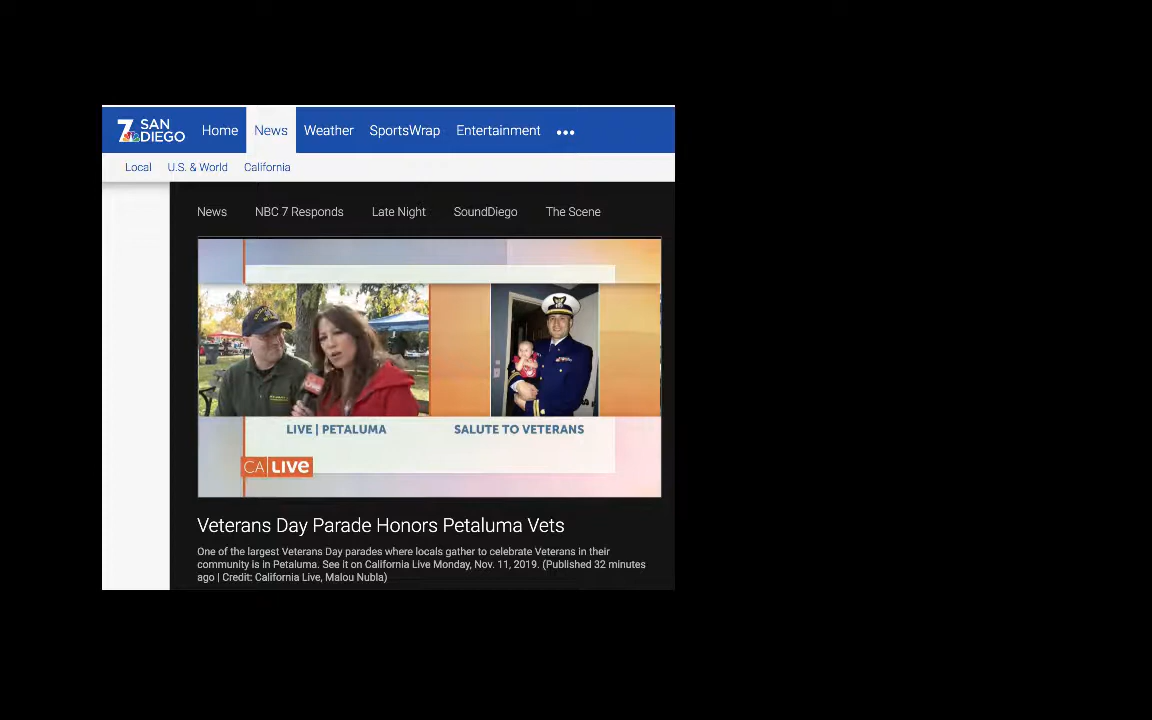 7 SAN DIEGO Home News Weather SportsWrap Entertainment •••
Local U.S. & World California
News NBC 7 Responds Late Night SoundDiego The Scene
LIVE | PETALUMA SALUTE TO VETERANS
CA LIVE
Veterans Day Parade Honors Petaluma Vets
One of the largest Veterans Day parades where locals gather to celebrate Veterans in their
community is in Petaluma. See it on California Live Monday, Nov. 11, 2019. (Published 32 minutes
ago | Credit: California Live, Malou Nubla)